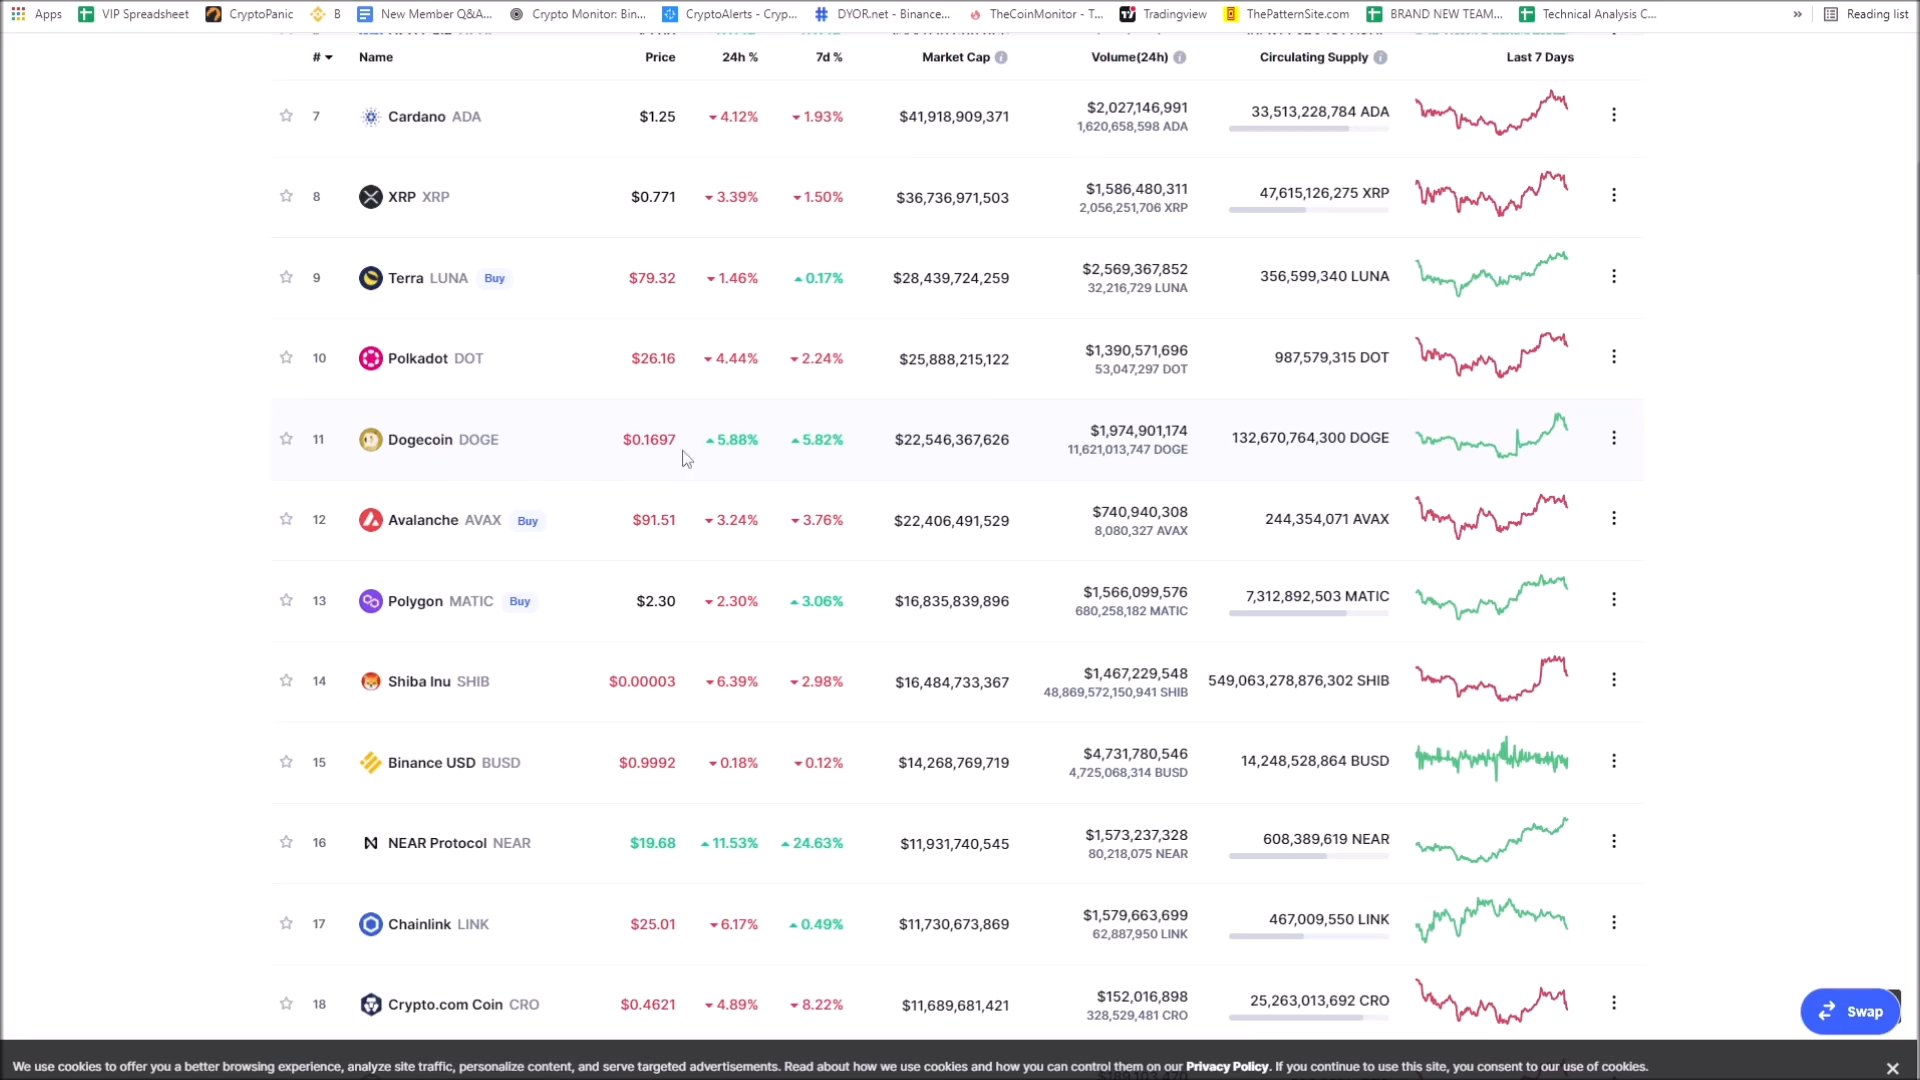 Apps VIP Spreadsheet CryptoPanic B New Member Q&A... Crypto Monitor: Bin... CryptoAlerts - Cryp... DYOR.net - Binance... TheCoinMonitor - T... Tradingview ThePatternSite.com BRAND NEW TEAM... Technical Analysis C... » Reading list
# Name Price 24h % 7d % Market Cap Volume(24h) Circulating Supply Last 7 Days
7 Cardano ADA $1.25 4.12% 1.93% $41,918,909,371 $2,027,146,991 33,513,228,784 ADA
1,620,658,598 ADA
8 XRP XRP $0.771 3.39% 1.50% $36,736,971,503 $1,586,480,311 47,615,126,275 XRP
2,056,251,706 XRP
9 Terra LUNA Buy $79.32 1.46% 0.17% $28,439,724,259 $2,569,367,852 356,599,340 LUNA
32,216,729 LUNA
10 Polkadot DOT $26.16 4.44% 2.24% $25,888,215,122 $1,390,571,696 987,579,315 DOT
53,047,297 DOT
11 Dogecoin DOGE $0.1697 5.88% 5.82% $22,546,367,626 $1,974,901,174 132,670,764,300 DOGE
11,621,013,747 DOGE
12 Avalanche AVAX Buy $91.51 3.24% 3.76% $22,406,491,529 $740,940,308 244,354,071 AVAX
8,080,327 AVAX
13 Polygon MATIC Buy $2.30 2.30% 3.06% $16,835,839,896 $1,566,099,576 7,312,892,503 MATIC
680,258,182 MATIC
14 Shiba Inu SHIB $0.00003 6.39% 2.98% $16,484,733,367 $1,467,229,548 549,063,278,876,302 SHIB
48,869,572,150,941 SHIB
15 Binance USD BUSD $0.9992 0.18% 0.12% $14,268,769,719 $4,731,780,546 14,248,528,864 BUSD
4,725,068,314 BUSD
16 NEAR Protocol NEAR $19.68 11.53% 24.63% $11,931,740,545 $1,573,237,328 608,389,619 NEAR
80,218,075 NEAR
17 Chainlink LINK $25.01 6.17% 0.49% $11,730,673,869 $1,579,663,699 467,009,550 LINK
62,887,950 LINK
18 Crypto.com Coin CRO $0.4621 4.89% 8.22% $11,689,681,421 $152,016,898 25,263,013,692 CRO
328,529,481 CRO
Swap
We use cookies to offer you a better browsing experience, analyze site traffic, personalize content, and serve targeted advertisements. Read about how we use cookies and how you can control them on our Privacy Policy. If you continue to use this site, you consent to our use of cookies.